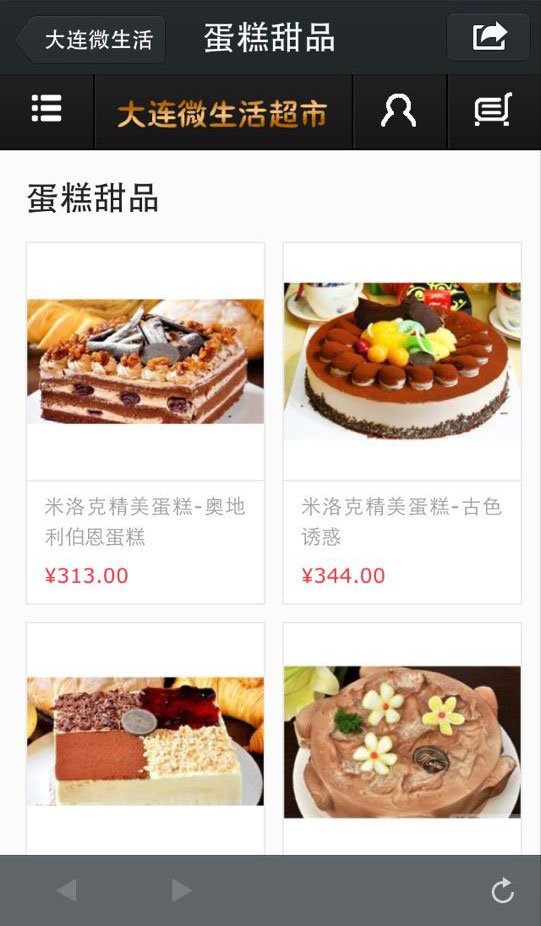 大连微生活
蛋糕甜品
大连微生活超市
蛋糕甜品
米洛克精美蛋糕-奥地
利伯恩蛋糕
¥313.00
米洛克精美蛋糕-古色
诱惑
¥344.00